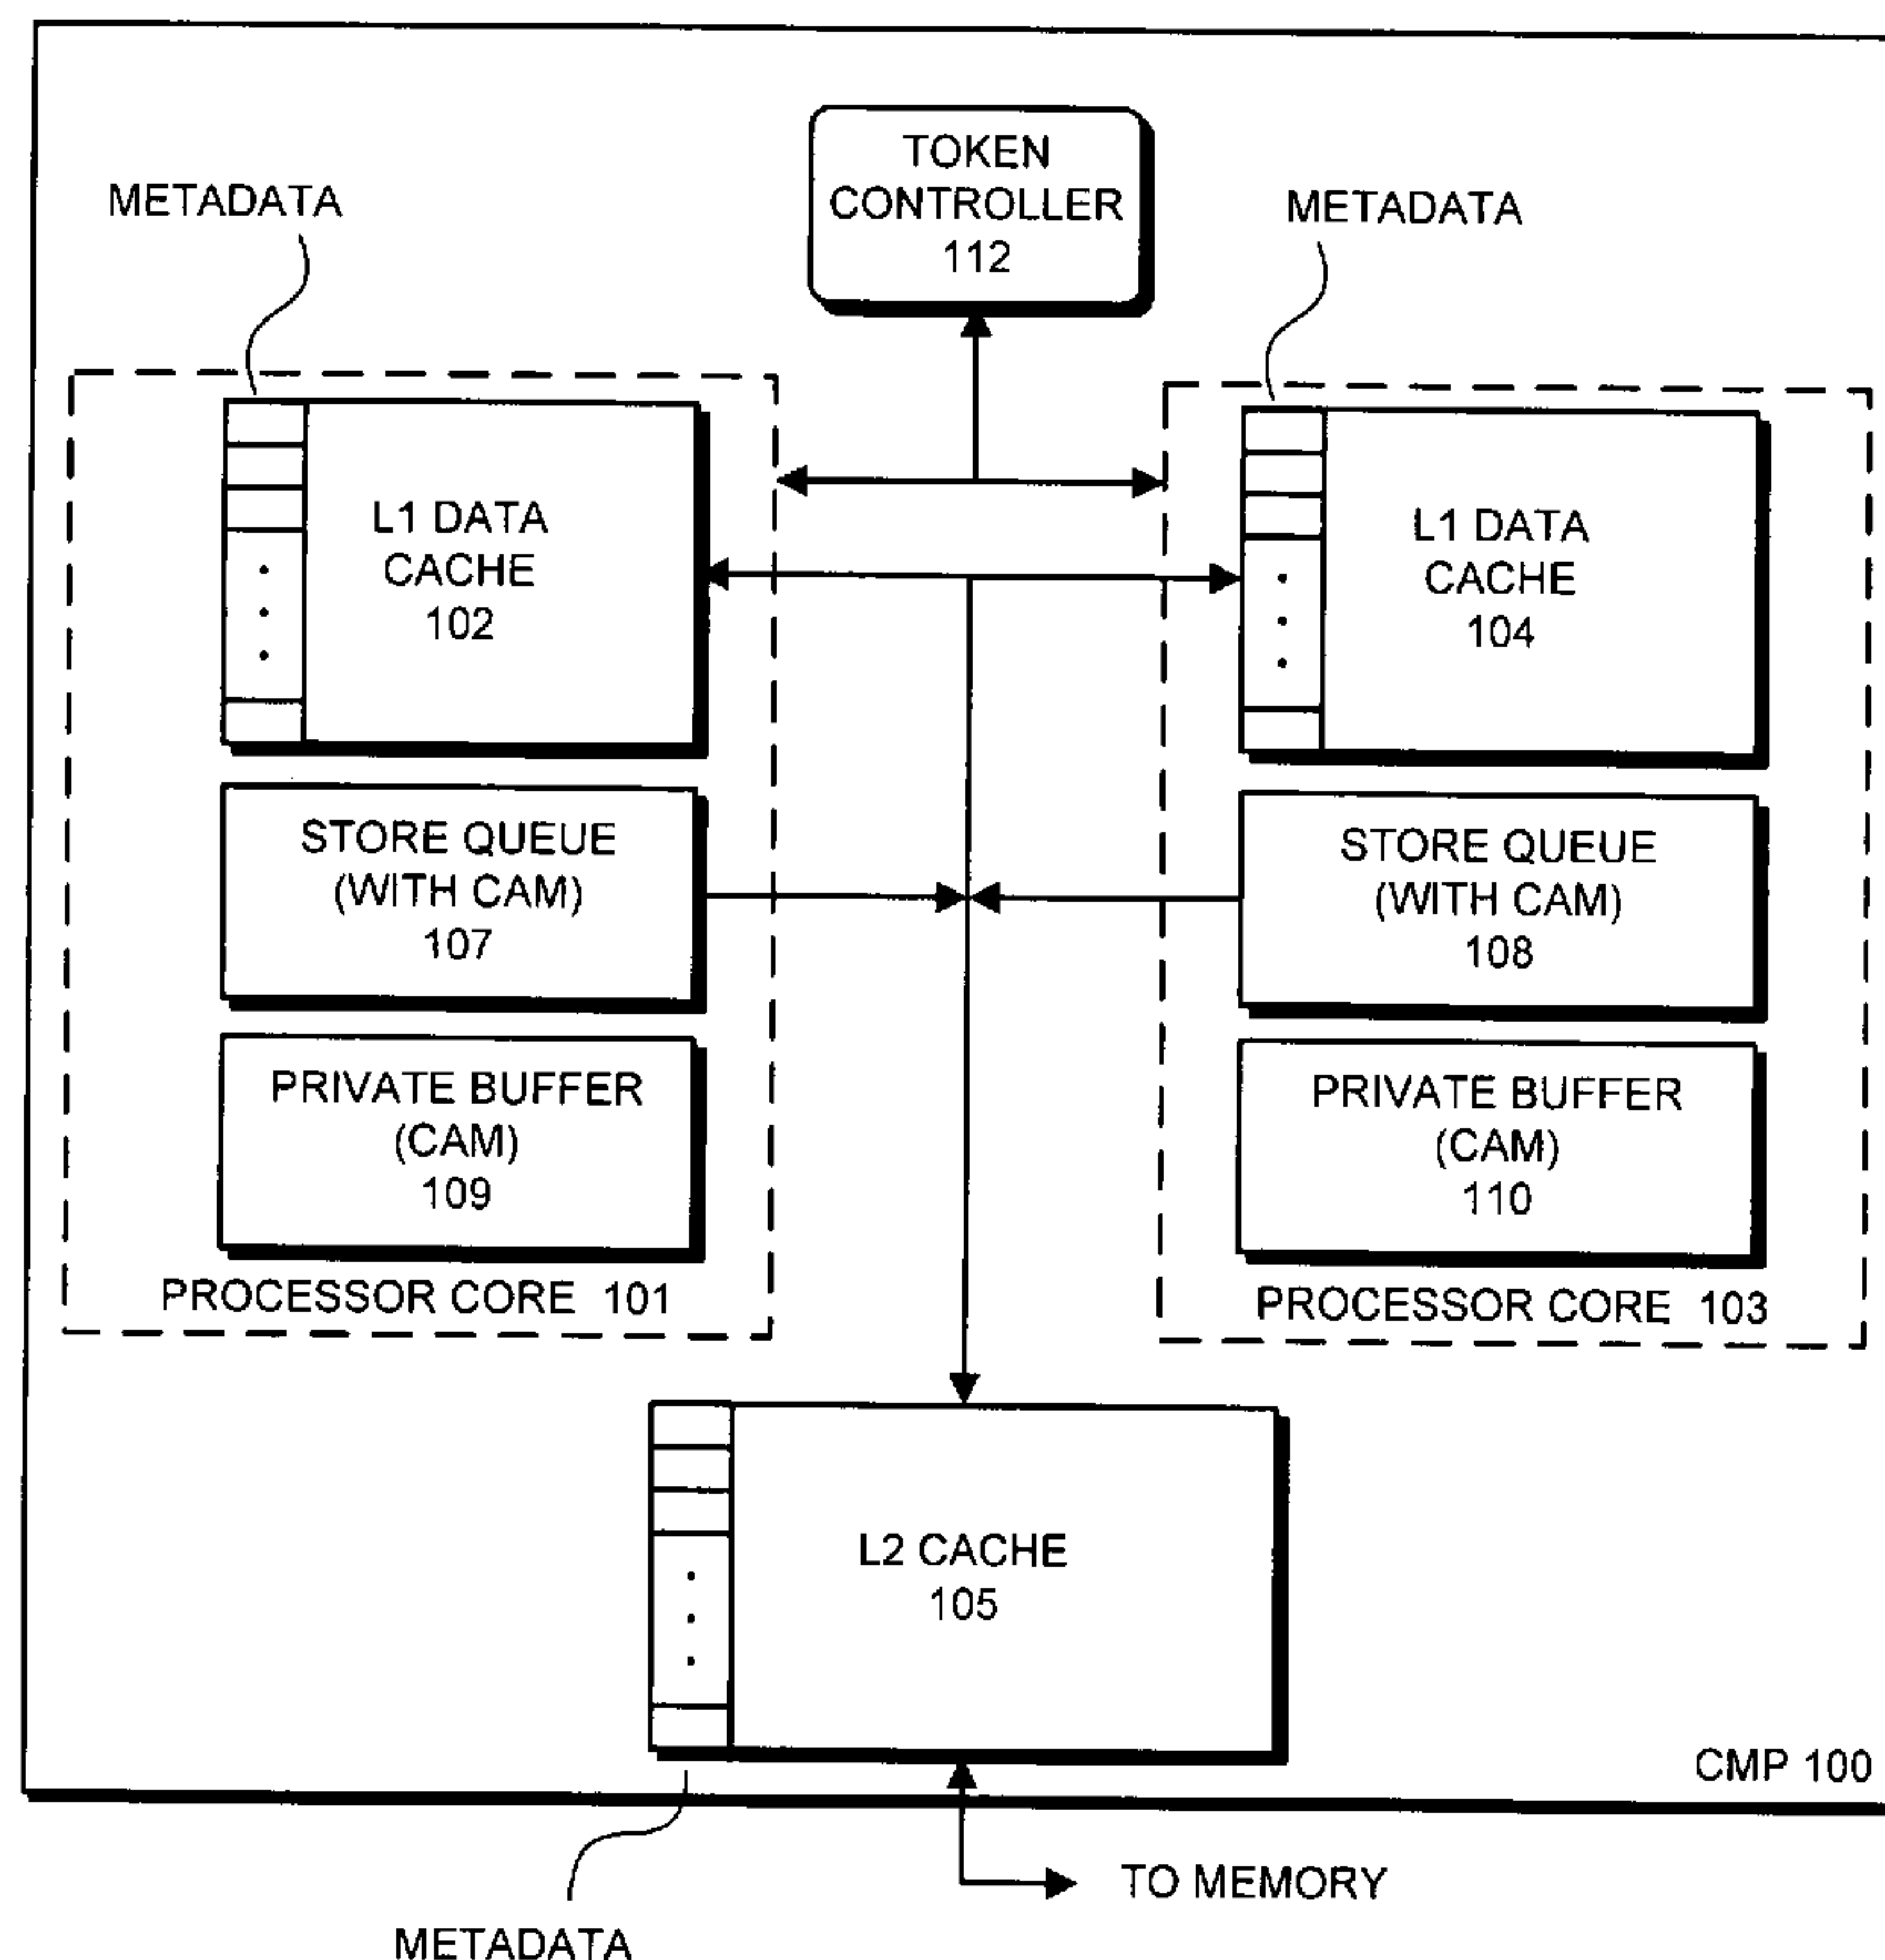 TOKEN
CONTROLLER
112
METADATA
METADATA
L1 DATA
CACHE
102
L1 DATA
CACHE
104
STORE QUEUE
(WITH CAM)
107
STORE QUEUE
(WITH CAM)
108
PRIVATE BUFFER
(CAM)
109
PRIVATE BUFFER
(CAM)
110
PROCESSOR CORE 101
PROCESSOR CORE 103
L2 CACHE
105
CMP 100
TO MEMORY
METADATA